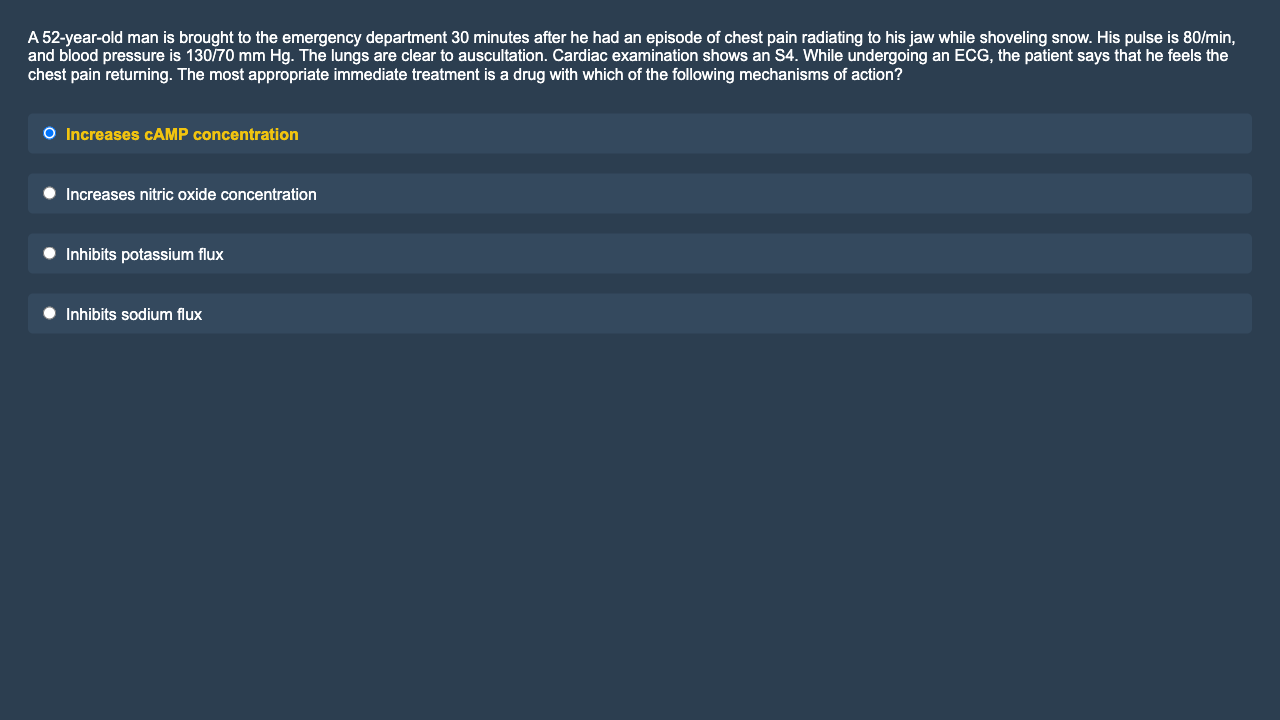 A 52-year-old man is brought to the emergency department 30 minutes after he had an episode of chest pain radiating to his jaw while shoveling snow. His pulse is 80/min,
and blood pressure is 130/70 mm Hg. The lungs are clear to auscultation. Cardiac examination shows an S4. While undergoing an ECG, the patient says that he feels the
chest pain returning. The most appropriate immediate treatment is a drug with which of the following mechanisms of action?
Increases cAMP concentration
Increases nitric oxide concentration
Inhibits potassium flux
Inhibits sodium flux